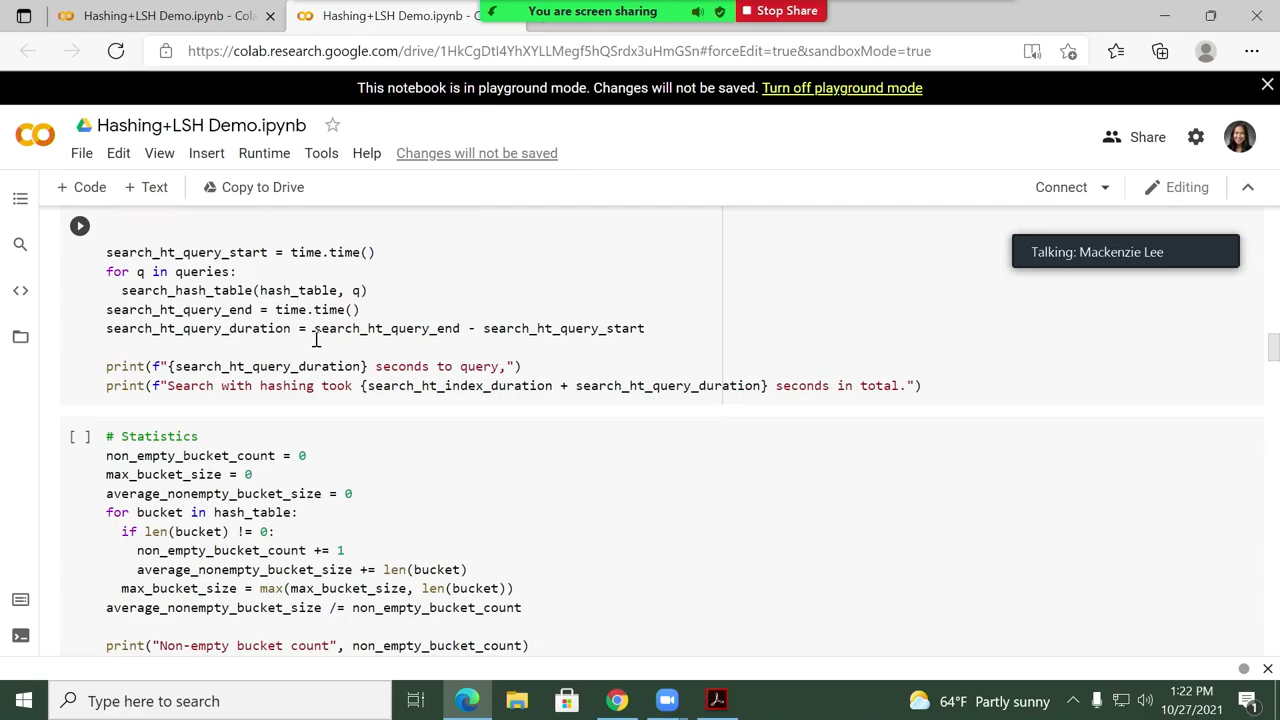 Hashing+LSH Demo.ipynb - Colab
Hashing+LSH Demo.ipynb - C
You are screen sharing
Stop Share
https://colab.research.google.com/drive/1HkCgDtI4YhXYLLMegf5hQSrdx3uHmGSn#forceEdit=true&sandboxMode=true
This notebook is in playground mode. Changes will not be saved. Turn off playground mode
CO
Hashing+LSH Demo.ipynb
Share
File Edit View Insert Runtime Tools Help Changes will not be saved
+ Code + Text Copy to Drive
Connect
Editing
Talking: Mackenzie Lee
search_ht_query_start = time.time()
for q in queries:
search_hash_table(hash_table, q)
search_ht_query_end = time.time()
search_ht_query_duration = search_ht_query_end - search_ht_query_start
print(f"{search_ht_query_duration} seconds to query,")
print(f"Search with hashing took {search_ht_index_duration + search_ht_query_duration} seconds in total.")
[ ] # Statistics
non_empty_bucket_count = 0
max_bucket_size = 0
average_nonempty_bucket_size = 0
for bucket in hash_table:
if len(bucket) != 0:
non_empty_bucket_count += 1
average_nonempty_bucket_size += len(bucket)
max_bucket_size = max(max_bucket_size, len(bucket))
average_nonempty_bucket_size /= non_empty_bucket_count
print("Non-empty bucket count", non_empty_bucket_count)
Type here to search
64°F Partly sunny
1:22 PM
10/27/2021
1